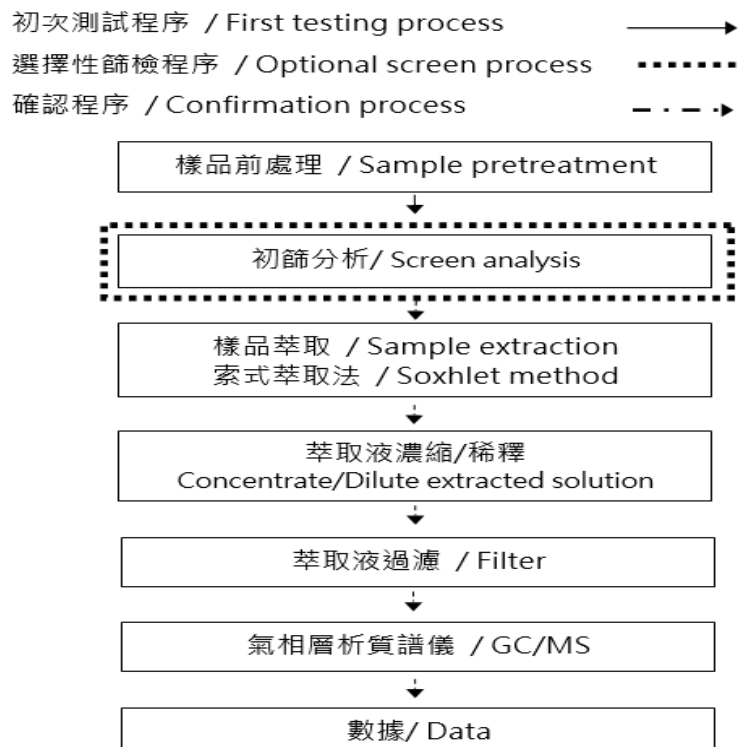 初次測試程序 / First testing process
選擇性篩檢程序 / Optional screen process
確認程序 / Confirmation process
樣品前處理 / Sample pretreatment
初篩分析/ Screen analysis
樣品萃取 / Sample extraction
索式萃取法 / Soxhlet method
萃取液濃縮/稀釋
Concentrate/Dilute extracted solution
萃取液過濾 / Filter
氣相層析質譜儀 / GC/MS
數據/ Data